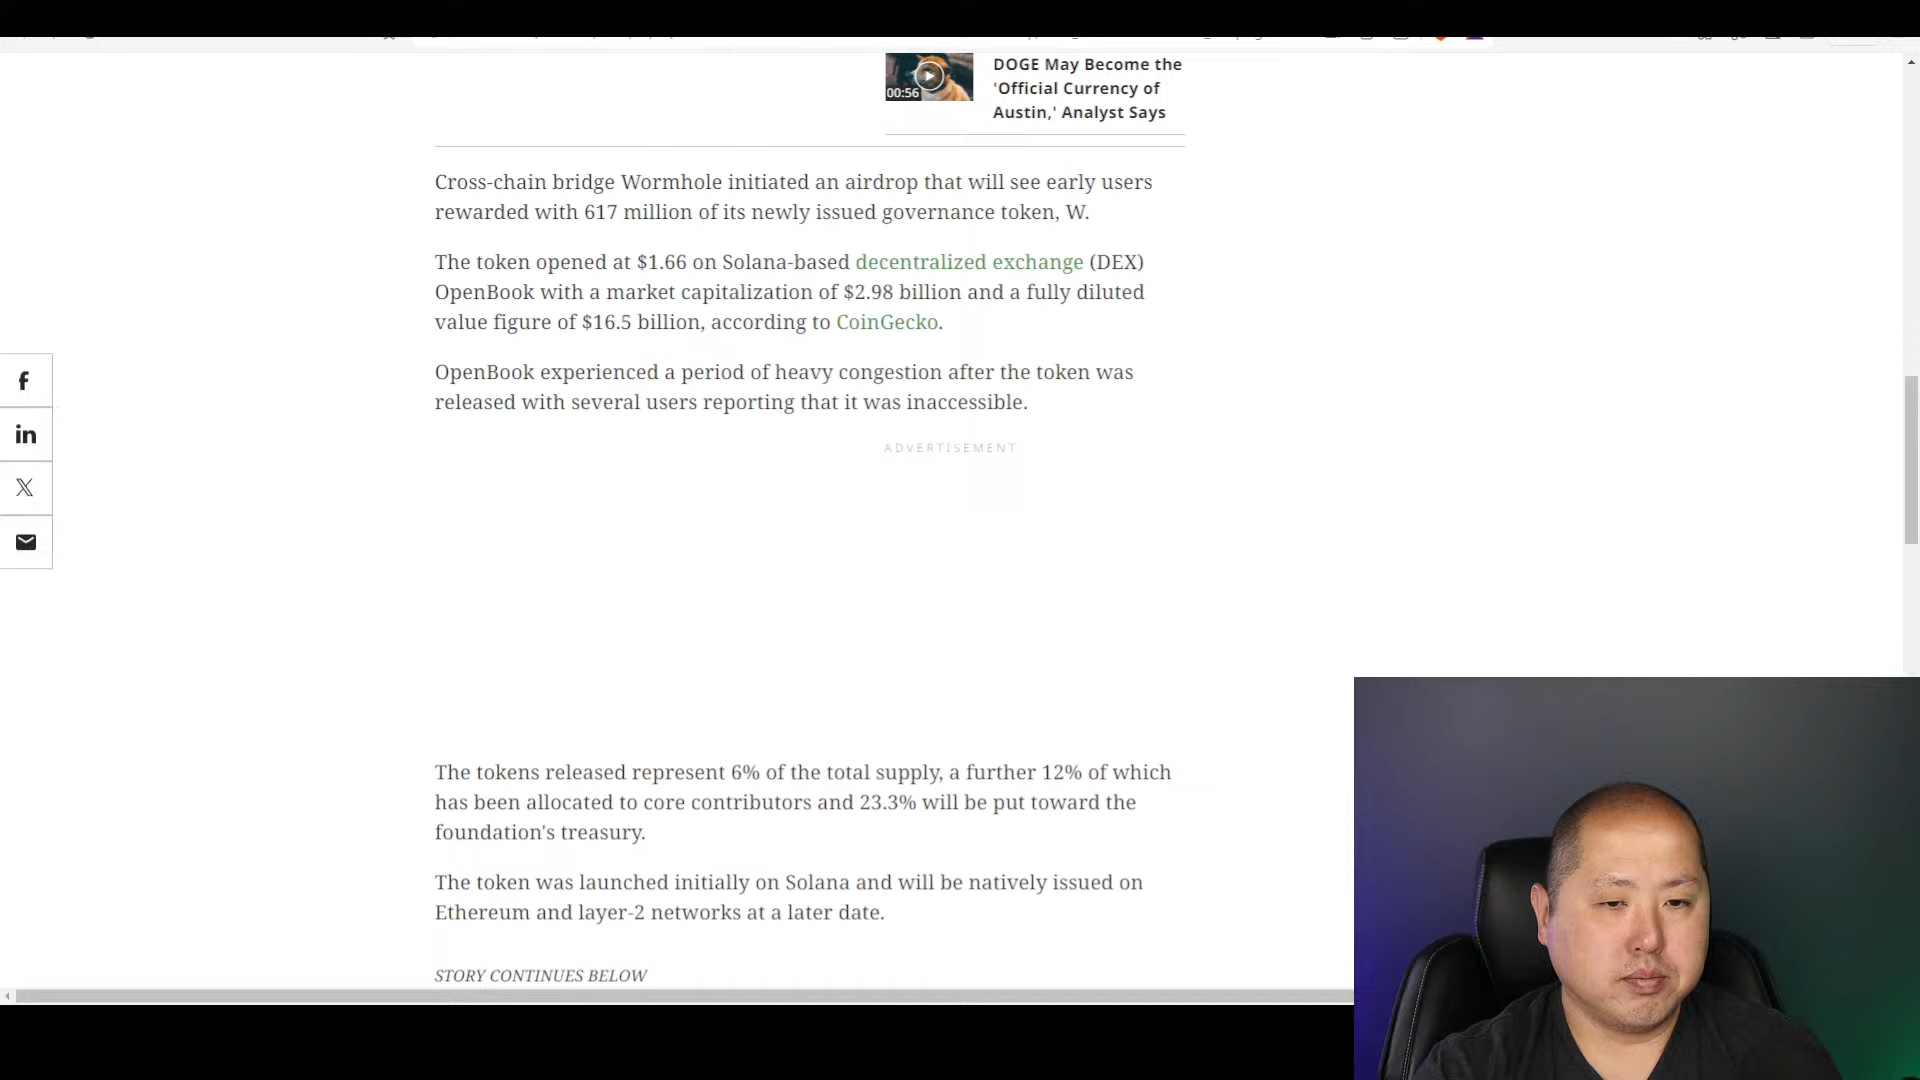 DOGE May Become the
'Official Currency of
Austin,' Analyst Says
00:56
Cross-chain bridge Wormhole initiated an airdrop that will see early users
rewarded with 617 million of its newly issued governance token, W.
The token opened at $1.66 on Solana-based decentralized exchange (DEX)
OpenBook with a market capitalization of $2.98 billion and a fully diluted
value figure of $16.5 billion, according to CoinGecko.
OpenBook experienced a period of heavy congestion after the token was
released with several users reporting that it was inaccessible.
ADVERTISEMENT
The tokens released represent 6% of the total supply, a further 12% of which
has been allocated to core contributors and 23.3% will be put toward the
foundation's treasury.
The token was launched initially on Solana and will be natively issued on
Ethereum and layer-2 networks at a later date.
STORY CONTINUES BELOW